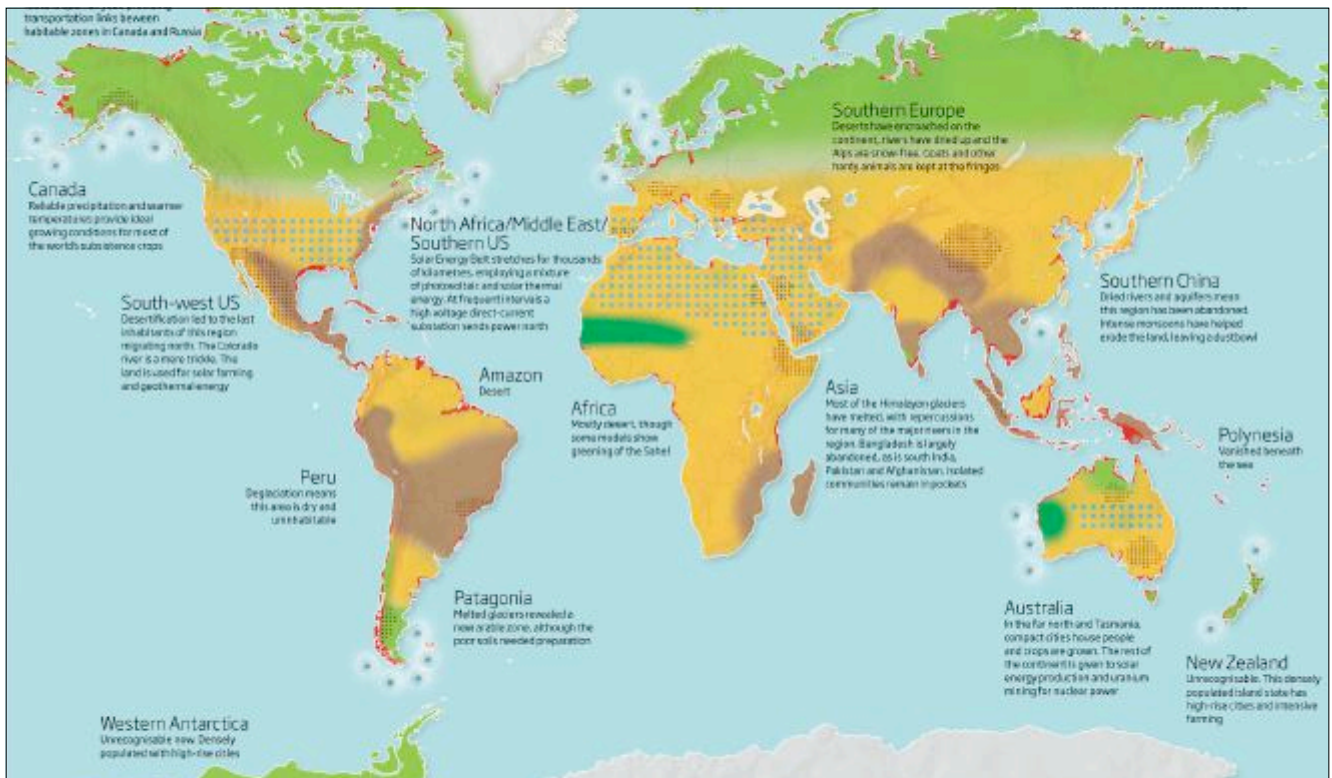 transportation links beween
habitable zones in Canada and Russia
Southern Europe
Deserts have encroached on the
continent, rivers have dried up and the
Alps are snow-free. Goats and other
hardy animals are kept at the fringes
Canada
Reliable precipitation and warmer
temperatures provide ideal
growing conditions for most of
the world's subsistence crops
North Africa/Middle East/
Southern US
Solar Energy Belt stretches for thousands
of kilometres, employing a mixture
of photovoltaic and solar thermal
energy. At frequent intervals a
high voltage direct-current
substation sends power north
South-west US
Desertification led to the last
inhabitants of this region
migrating north. The Colorado
river is a mere trickle. The
land is used for solar farming
and geothermal energy
Southern China
Dried rivers and aquifers mean
this region has been abandoned.
Intense monsoons have helped
erode the land, leaving a dustbowl
Amazon
Desert
Africa
Mostly desert, though
some models show
greening of the Sahel
Asia
Most of the Himalayan glaciers
have melted, with repercussions
for many of the major rivers in the
region. Bangladesh is largely
abandoned, as is south India,
Pakistan and Afghanistan. Isolated
communities remain in pockets
Polynesia
Vanished beneath
the sea
Peru
Deglaciation means
this area is dry and
uninhabitable
Patagonia
Melted glaciers revealed a
new arable zone, although the
poor soils needed preparation
Australia
In the far north and Tasmania,
compact cities house people
and crops are grown. The rest of
the continent is given to solar
energy production and uranium
mining for nuclear power
New Zealand
Unrecognisable. This densely
populated island state has
high-rise cities and intensive
farming
Western Antarctica
Unrecognisable now. Densely
populated with high-rise cities